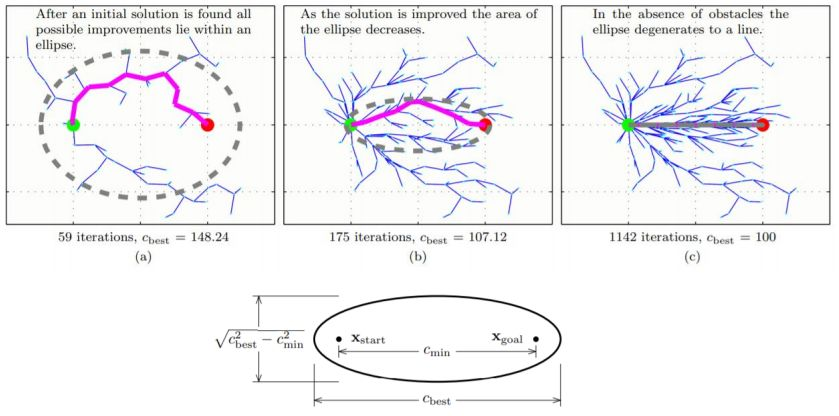 After an initial solution is found all
possible improvements lie within an
ellipse.
As the solution is improved the area of
the ellipse decreases.
In the absence of obstacles the
ellipse degenerates to a line.
59 iterations, c_best = 148.24
175 iterations, c_best = 107.12
1142 iterations, c_best = 100
(a)
(b)
(c)
√(c²_best − c²_min)
x_start
x_goal
c_min
c_best